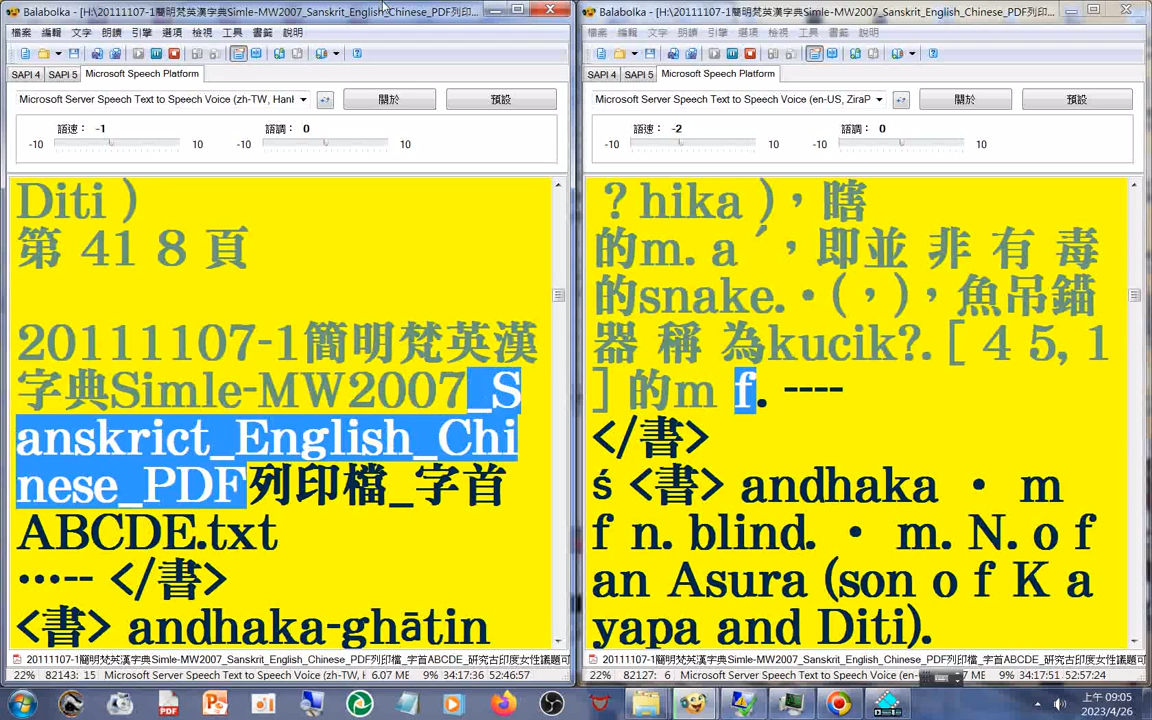 Balabolka - [H:\20111107-1簡明梵英漢字典Simle-MW2007_Sanskrit_English_Chinese_PDF列印...
檔案 編輯 文字 朗讀 引擎 選項 檢視 工具 書籤 說明
SAPI 4 SAPI 5 Microsoft Speech Platform
Microsoft Server Speech Text to Speech Voice (zh-TW, HanH 關於 預設
語速： -1 語調： 0
-10 10 -10 10
Diti )
第 41 8 頁
20111107-1簡明梵英漢
字典Simle-MW2007_S
anskrict_English_Chi
nese_PDF列印檔_字首
ABCDE.txt
…-- </書>
<書> andhaka-ghātin
20111107-1簡明梵英漢字典Simle-MW2007_Sanskrit_English_Chinese_PDF列印檔_字首ABCDE_研究古印度女性議題可
22% 82143: 15 Microsoft Server Speech Text to Speech Voice (zh-TW, H 6.07 ME 9% 34:17:36 52:46:57
Balabolka - [H:\20111107-1簡明梵英漢字典Simle-MW2007_Sanskrit_English_Chinese_PDF列印...
檔案 編輯 文字 朗讀 引擎 選項 檢視 工具 書籤 說明
SAPI 4 SAPI 5 Microsoft Speech Platform
Microsoft Server Speech Text to Speech Voice (en-US, ZiraP 關於 預設
語速： -2 語調： 0
-10 10 -10 10
？hika )，瞎
的m. a ˊ，即並 非 有 毒
的snake.‧(，)，魚吊錨
器 稱 為kucik?. [ 4 5, 1
] 的m f. ----
</書>
ś <書> andhaka ‧ m
f n. blind. ‧ m. N. o f
an Asura (son o f K a
yapa and Diti).
20111107-1簡明梵英漢字典Simle-MW2007_Sanskrit_English_Chinese_PDF列印檔_字首ABCDE_研究古印度女性議題可
22% 82127: 6 Microsoft Server Speech Text to Speech Voice 9% 34:17:51 52:57:24
上午 09:05
2023/4/26